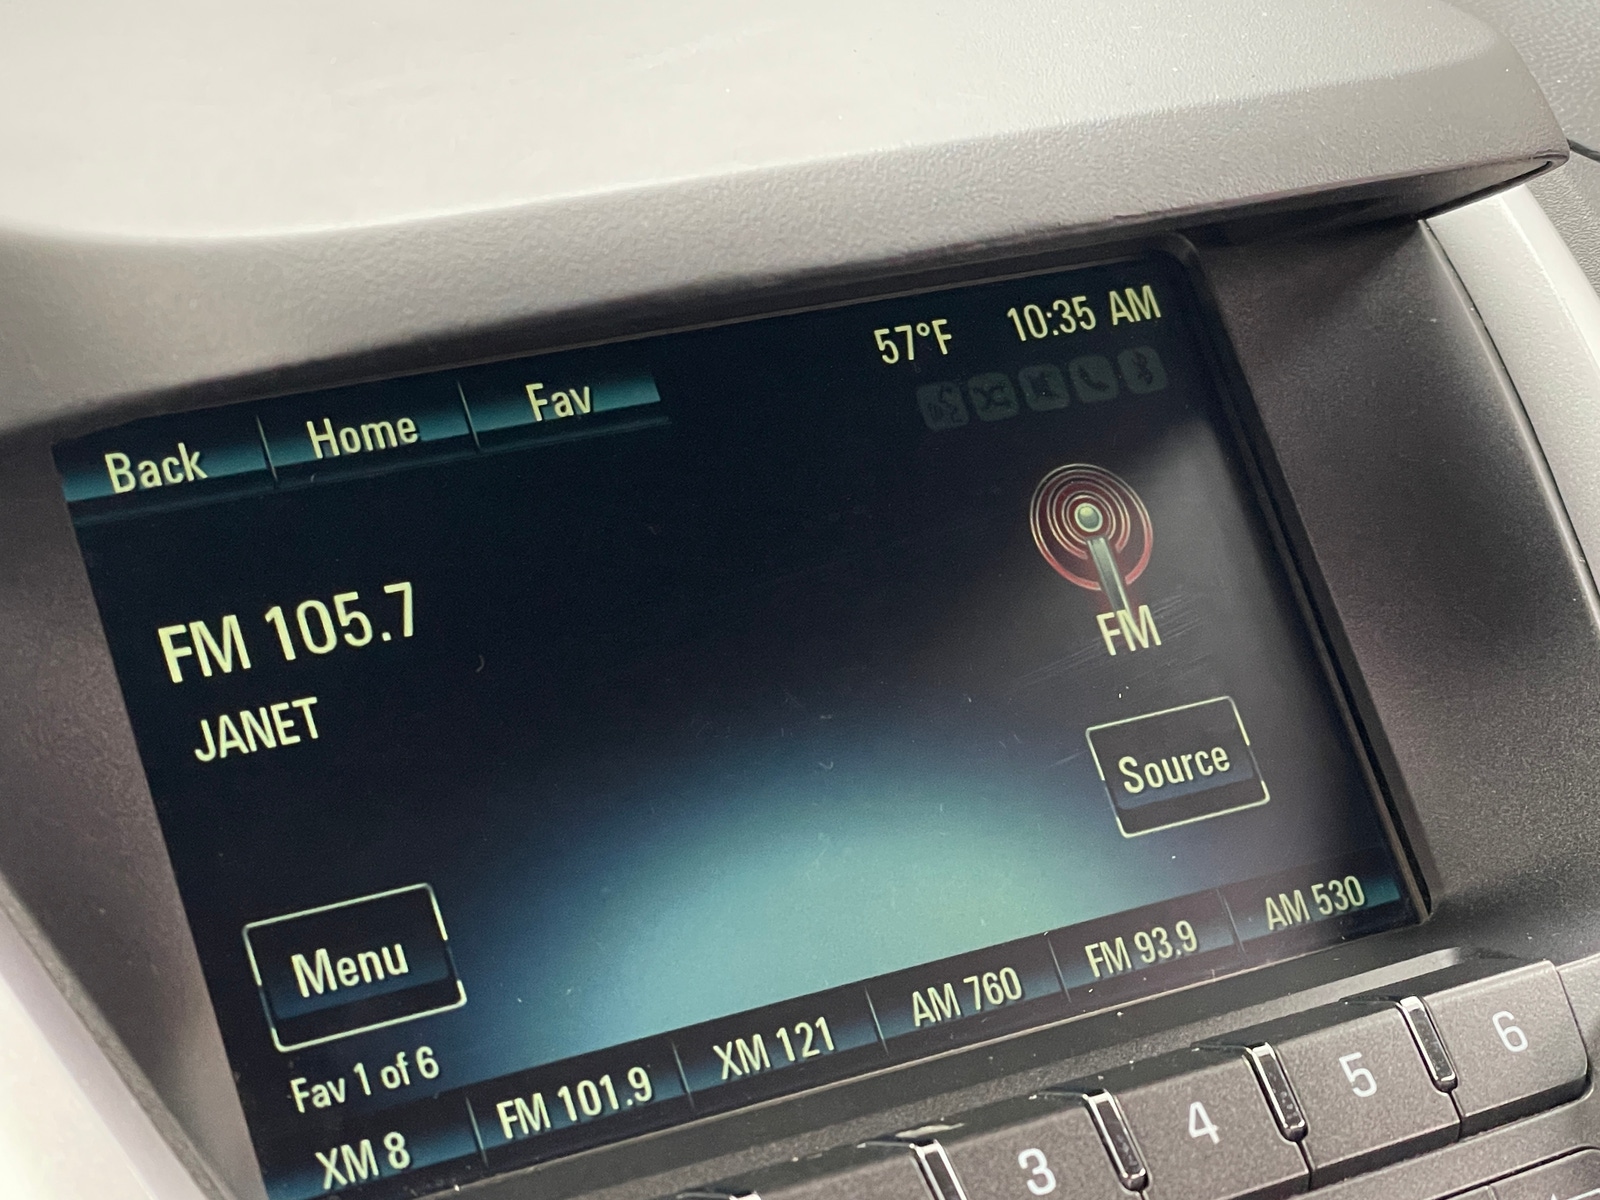 57°F 10:35 AM
Back Home Fav
FM 105.7
JANET
FM
Source
Menu
Fav 1 of 6
XM 8 FM 101.9 XM 121 AM 760 FM 93.9 AM 530
3 4 5 6